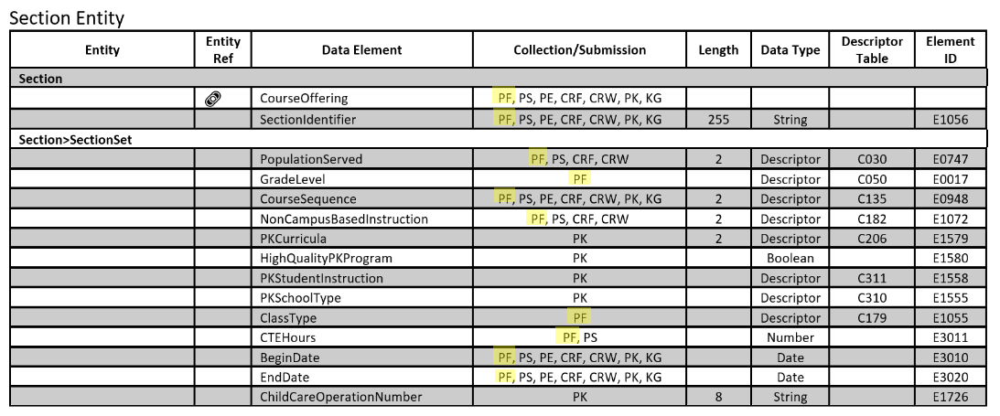 Section Entity
Entity Entity Ref Data Element Collection/Submission Length Data Type Descriptor Table Element ID
Section
CourseOffering PF, PS, PE, CRF, CRW, PK, KG
SectionIdentifier PF, PS, PE, CRF, CRW, PK, KG 255 String E1056
Section>SectionSet
PopulationServed PF, PS, CRF, CRW 2 Descriptor C030 E0747
GradeLevel PF Descriptor C050 E0017
CourseSequence PF, PS, PE, CRF, CRW, PK, KG 2 Descriptor C135 E0948
NonCampusBasedInstruction PF, PS, CRF, CRW 2 Descriptor C182 E1072
PKCurricula PK 2 Descriptor C206 E1579
HighQualityPKProgram PK Boolean E1580
PKStudentInstruction PK Descriptor C311 E1558
PKSchoolType PK Descriptor C310 E1555
ClassType PF Descriptor C179 E1055
CTEHours PF, PS Number E3011
BeginDate PF, PS, PE, CRF, CRW, PK, KG Date E3010
EndDate PF, PS, PE, CRF, CRW, PK, KG Date E3020
ChildCareOperationNumber PK 8 String E1726